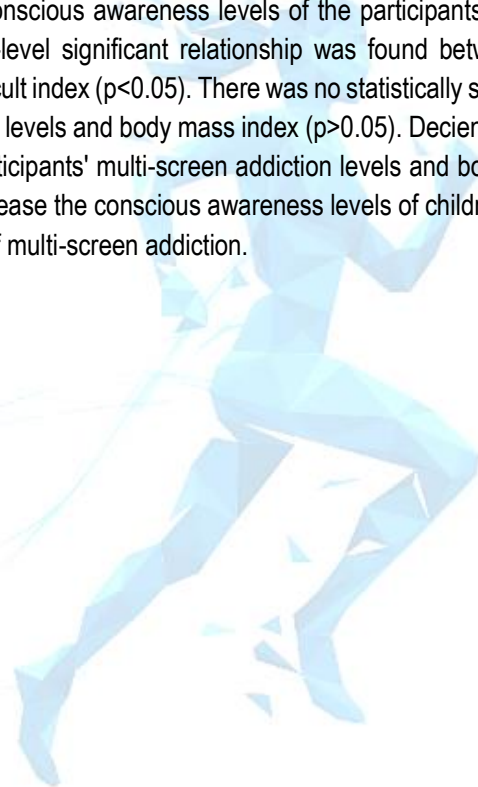 onscious awareness levels of the participants
-level significant relationship was found betw
cult index (p<0.05). There was no statistically s
levels and body mass index (p>0.05). Decien
ticipants' multi-screen addiction levels and bo
ease the conscious awareness levels of childr
f multi-screen addiction.